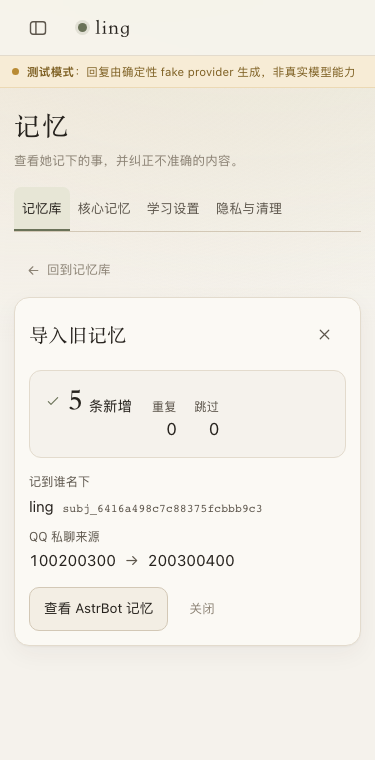 ling
测试模式：回复由确定性 fake provider 生成，非真实模型能力
记忆
查看她记下的事，并纠正不准确的内容。
记忆库 核心记忆 学习设置 隐私与清理
← 回到记忆库
导入旧记忆 ×
✓ 5 条新增 重复 跳过
0 0
记到谁名下
ling subj_6416a498c7c88375fcbbb9c3
QQ 私聊来源
100200300 → 200300400
查看 AstrBot 记忆 关闭